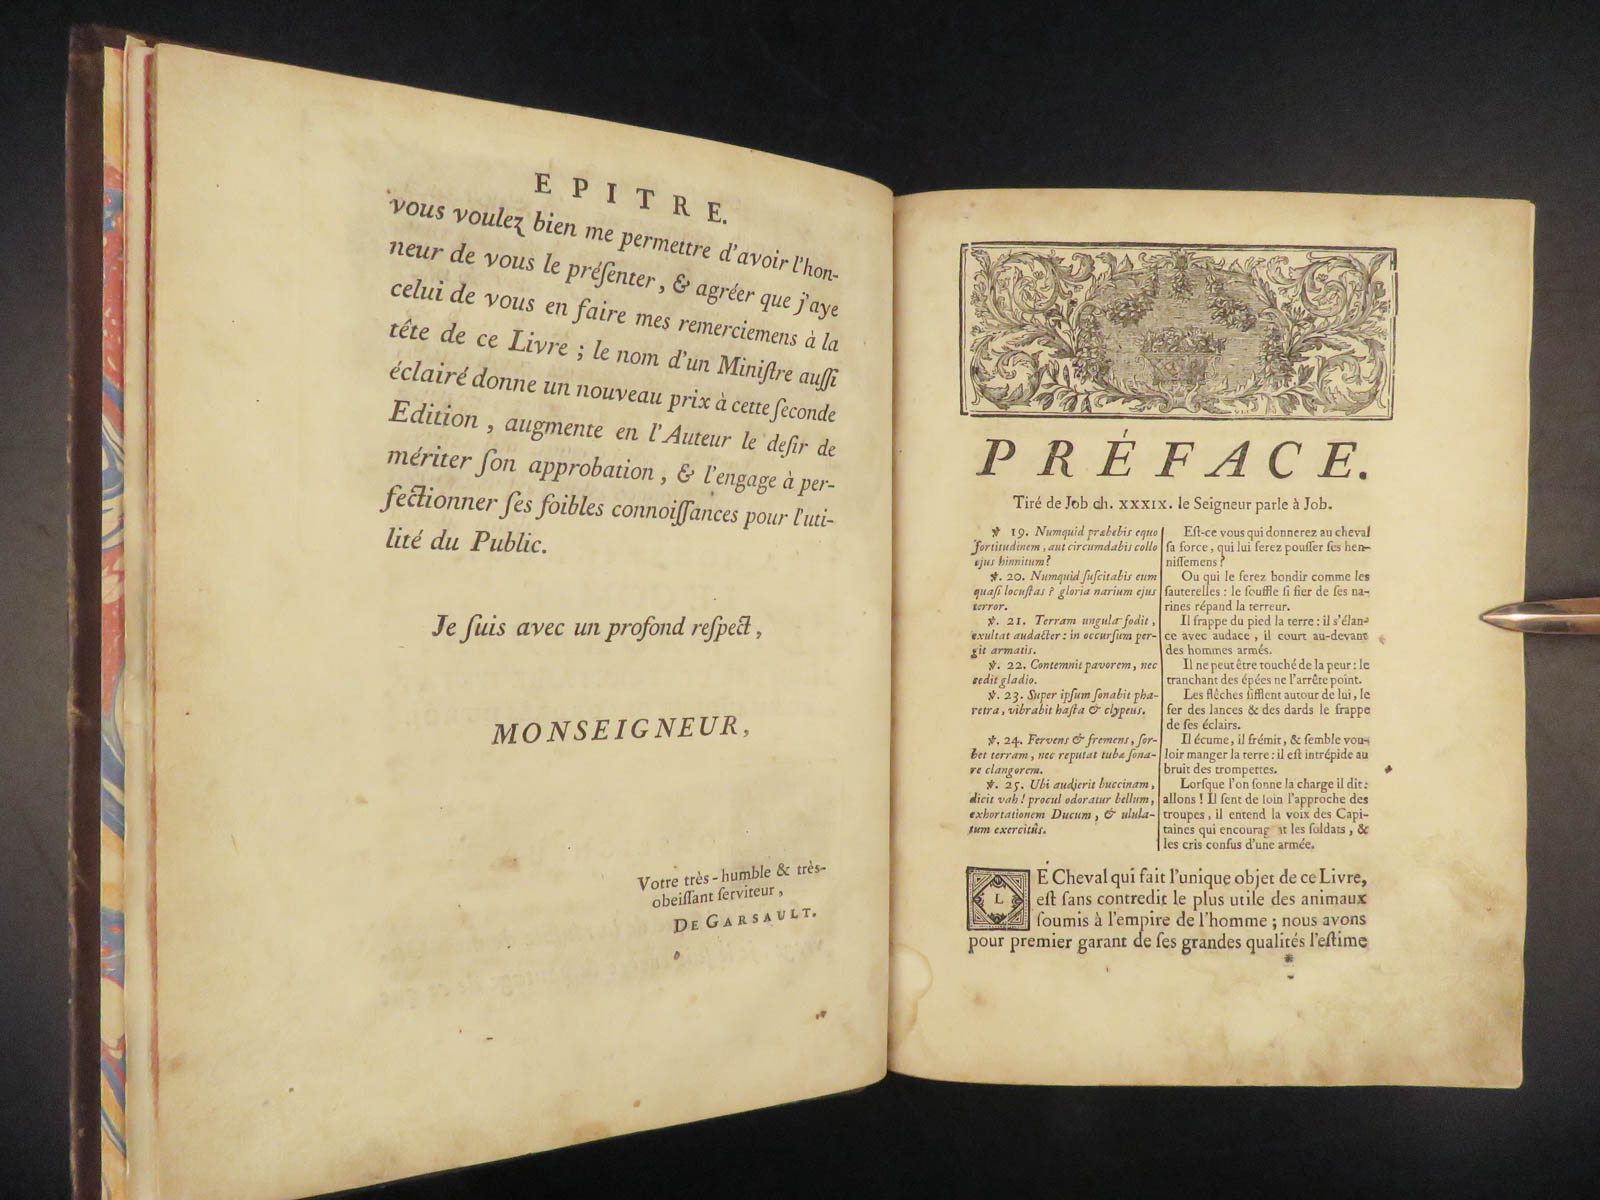 EPITRE.
vous voulez bien me permettre d'avoir l'hon-
neur de vous le préſenter, & agréer que j'aye
celui de vous en faire mes remerciemens à la
tête de ce Livre ; le nom d'un Miniſtre auſſi
éclairé donne un nouveau prix à cette ſeconde
Edition, augmente en l'Auteur le deſir de
mériter ſon approbation, & l'engage à per-
fectionner ſes foibles connoiſſances pour l'uti-
lité du Public.
Je ſuis avec un profond reſpect,
MONSEIGNEUR,
Votre très-humble & très-
obeiſſant ſerviteur,
DE GARSAULT.
PRÉFACE.
Tiré de Job ch. XXXIX. le Seigneur parle à Job.
℣. 19. Numquid præbebis equo
fortitudinem, aut circumdabis collo
ejus hinnitum?
℣. 20. Numquid ſuſcitabis eum
quaſi locuſtas? gloria narium ejus
terror.
℣. 21. Terram ungula fodit,
exultat audacter: in occurſum per-
git armatis.
℣. 22. Contemnit pavorem, nec
cedit gladio.
℣. 23. Super ipſum ſonabit pha-
retra, vibrabit haſta & clypeus.
℣. 24. Fervens & fremens, ſor-
bet terram, nec reputat tubæ ſona-
re clangorem.
℣. 25. Ubi audierit buccinam,
dicit vah! procul odoratur bellum,
exhortationem Ducum, & ulula-
tum exercitûs.
Eſt-ce vous qui donnerez au cheval
ſa force, qui lui ferez pouſſer ſes hen-
niſſemens?
Ou qui le ferez bondir comme les
ſauterelles: le ſouffle ſi fier de ſes na-
rines répand la terreur.
Il frappe du pied la terre: il s'élan-
ce avec audace, il court au-devant
des hommes armés.
Il ne peut être touché de la peur: le
tranchant des épées ne l'arrête point.
Les fléches ſifflent autour de lui, le
fer des lances & des dards le frappe
de ſes éclairs.
Il écume, il frémit, & ſemble vou-
loir manger la terre: il eſt intrépide au
bruit des trompettes.
Lorſque l'on ſonne la charge il dit:
allons! Il ſent de loin l'approche des
troupes, il entend la voix des Capi-
taines qui encourag nt les ſoldats, &
les cris confus d'une armée.
LÉ Cheval qui fait l'unique objet de ce Livre,
eſt ſans contredit le plus utile des animaux
ſoumis à l'empire de l'homme; nous avons
pour premier garant de ſes grandes qualités l'eſtime